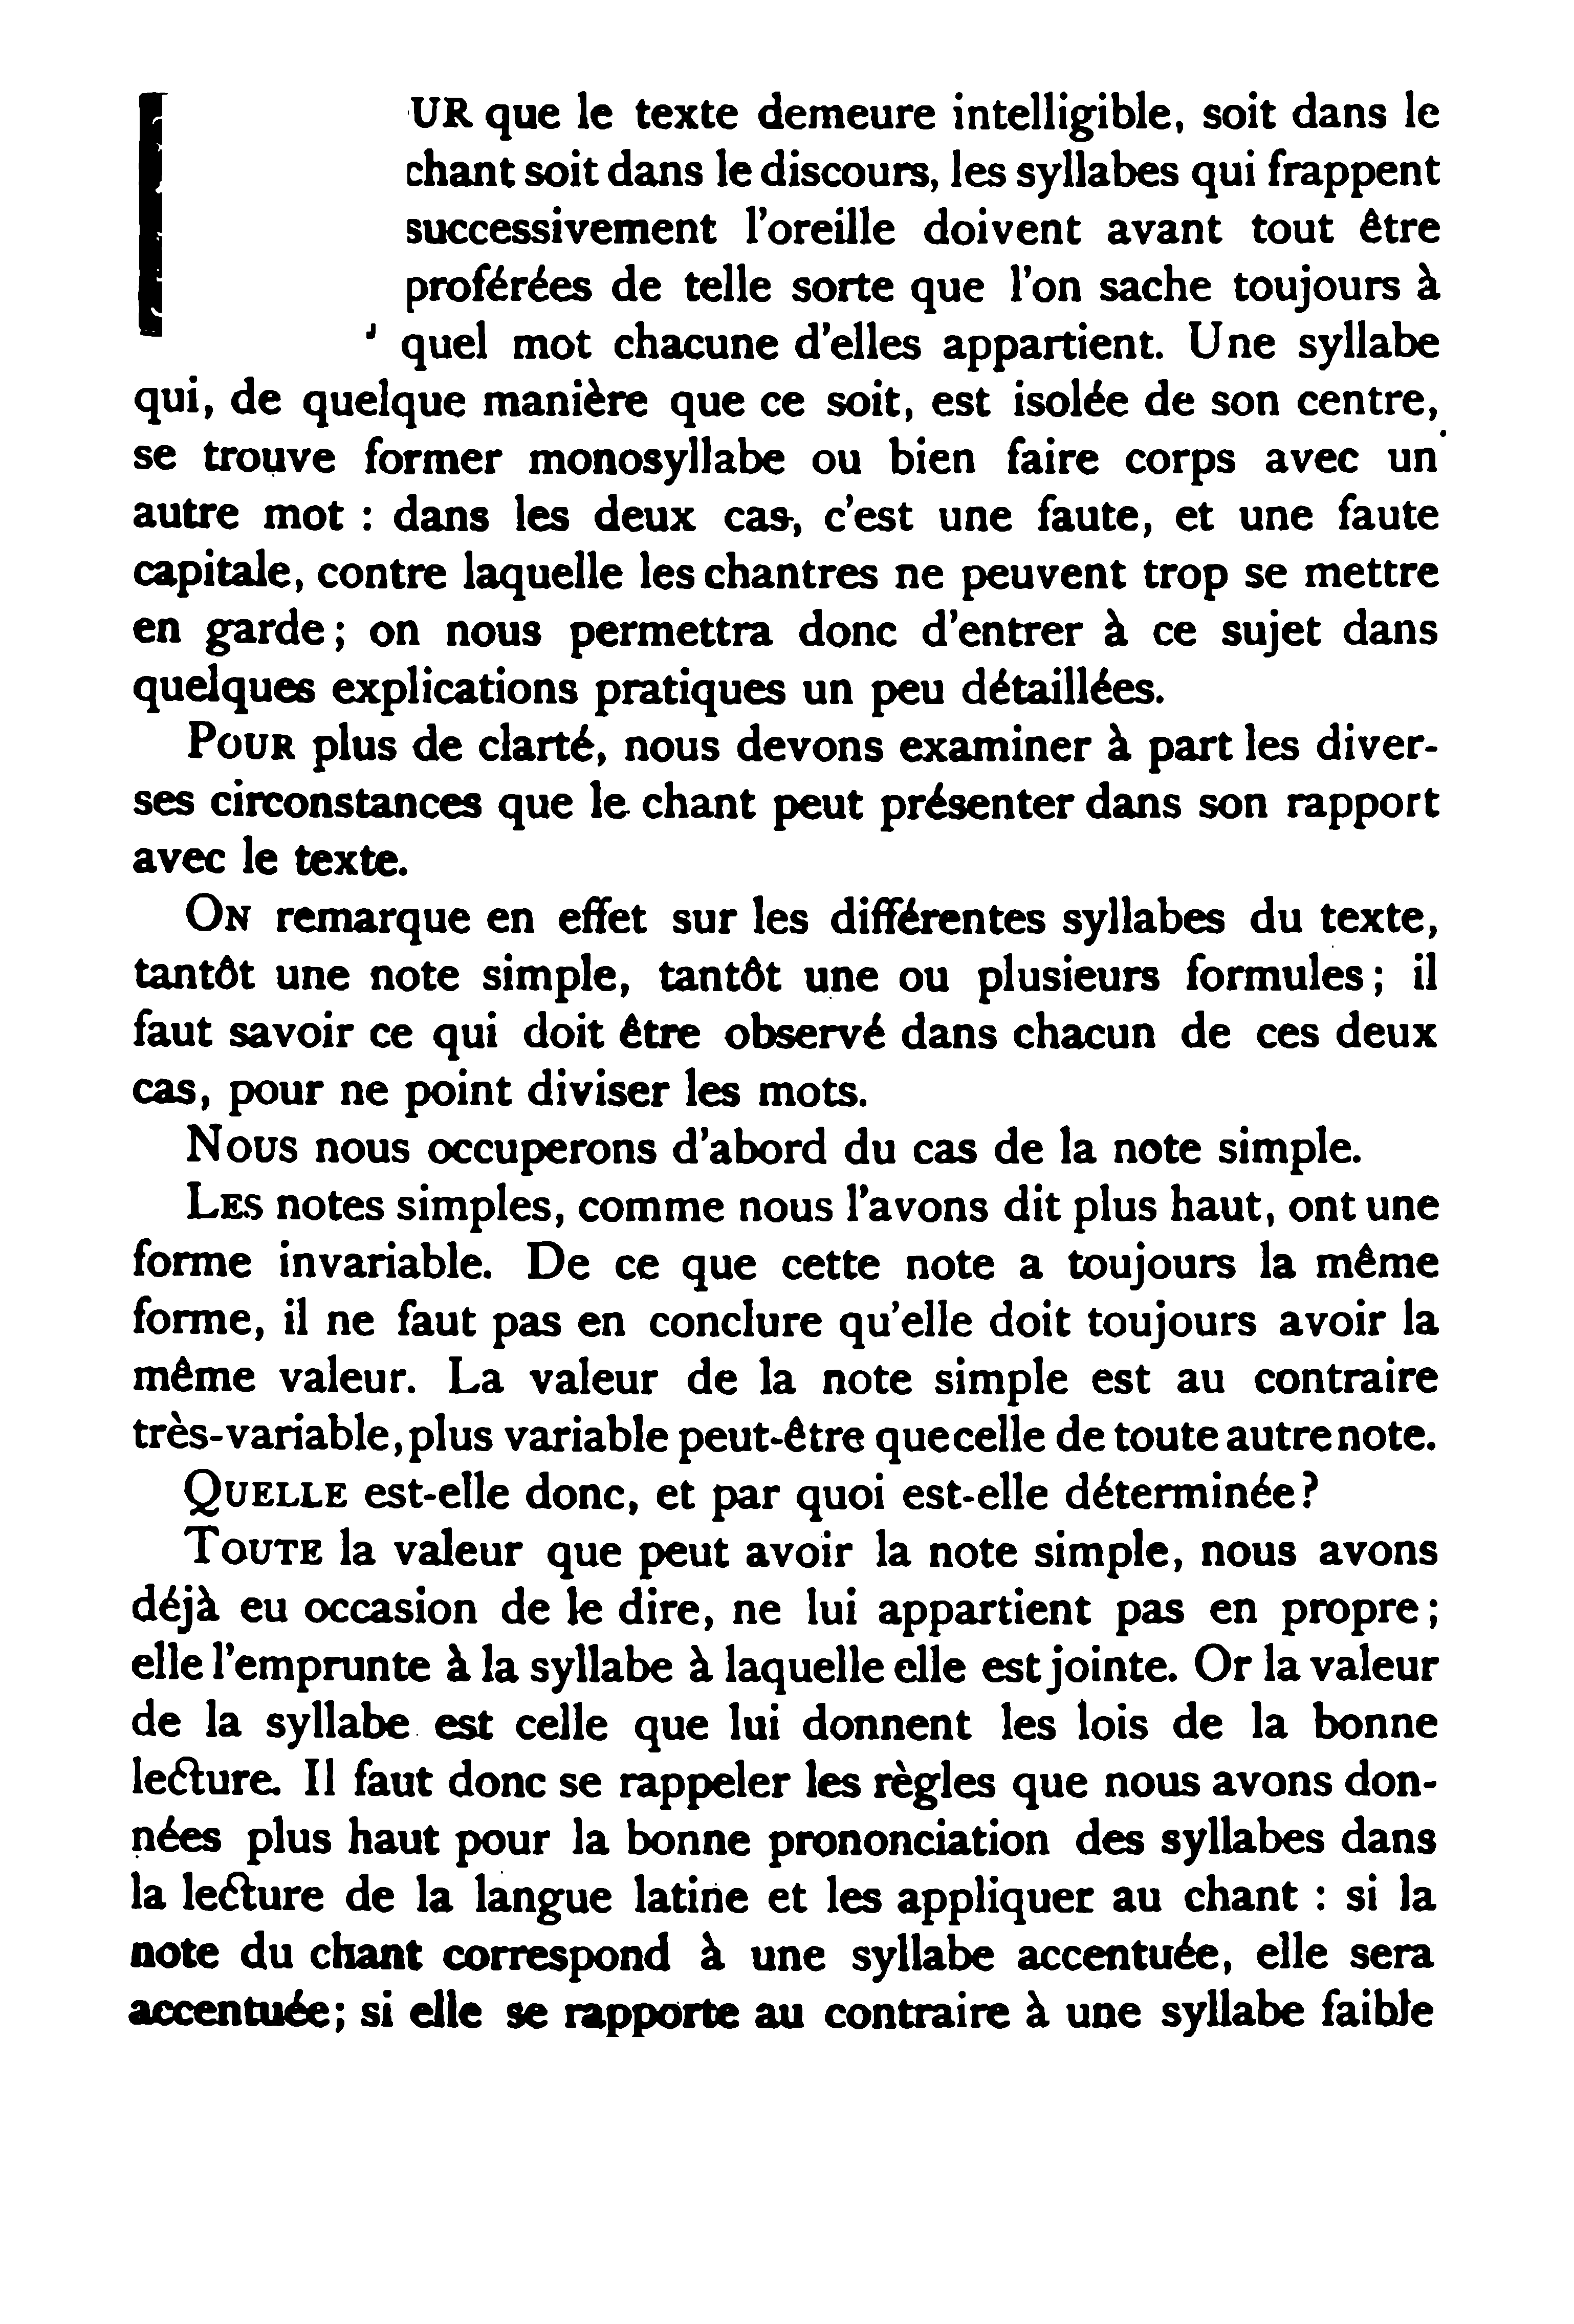 UR que le texte demeure intelligible, soit dans le
chant soit dans le discours, les syllabes qui frappent
successivement l'oreille doivent avant tout être
proférées de telle sorte que l'on sache toujours à
quel mot chacune d'elles appartient. Une syllabe
qui, de quelque manière que ce soit, est isolée de son centre,
se trouve former monosyllabe ou bien faire corps avec un
autre mot : dans les deux cas, c'est une faute, et une faute
capitale, contre laquelle les chantres ne peuvent trop se mettre
en garde; on nous permettra donc d'entrer à ce sujet dans
quelques explications pratiques un peu détaillées.
POUR plus de clarté, nous devons examiner à part les diver-
ses circonstances que le chant peut présenter dans son rapport
avec le texte.
ON remarque en effet sur les différentes syllabes du texte,
tantôt une note simple, tantôt une ou plusieurs formules; il
faut savoir ce qui doit être observé dans chacun de ces deux
cas, pour ne point diviser les mots.
NOUS nous occuperons d'abord du cas de la note simple.
LES notes simples, comme nous l'avons dit plus haut, ont une
forme invariable. De ce que cette note a toujours la même
forme, il ne faut pas en conclure qu'elle doit toujours avoir la
même valeur. La valeur de la note simple est au contraire
très-variable, plus variable peut-être que celle de toute autre note.
QUELLE est-elle donc, et par quoi est-elle déterminée?
TOUTE la valeur que peut avoir la note simple, nous avons
déjà eu occasion de le dire, ne lui appartient pas en propre;
elle l'emprunte à la syllabe à laquelle elle est jointe. Or la valeur
de la syllabe est celle que lui donnent les lois de la bonne
lecture. Il faut donc se rappeler les règles que nous avons don-
nées plus haut pour la bonne prononciation des syllabes dans
la lecture de la langue latine et les appliquer au chant : si la
note du chant correspond à une syllabe accentuée, elle sera
accentuée; si elle se rapporte au contraire à une syllabe faible